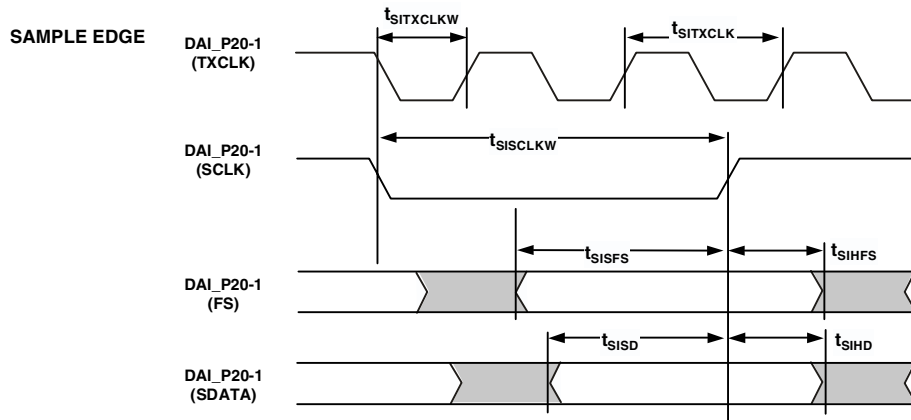 SAMPLE EDGE
DAI_P20-1
(TXCLK)
tSITXCLKW
tSITXCLK
DAI_P20-1
(SCLK)
tSISCLKW
DAI_P20-1
(FS)
tSISFS
tSIHFS
DAI_P20-1
(SDATA)
tSISD
tSIHD